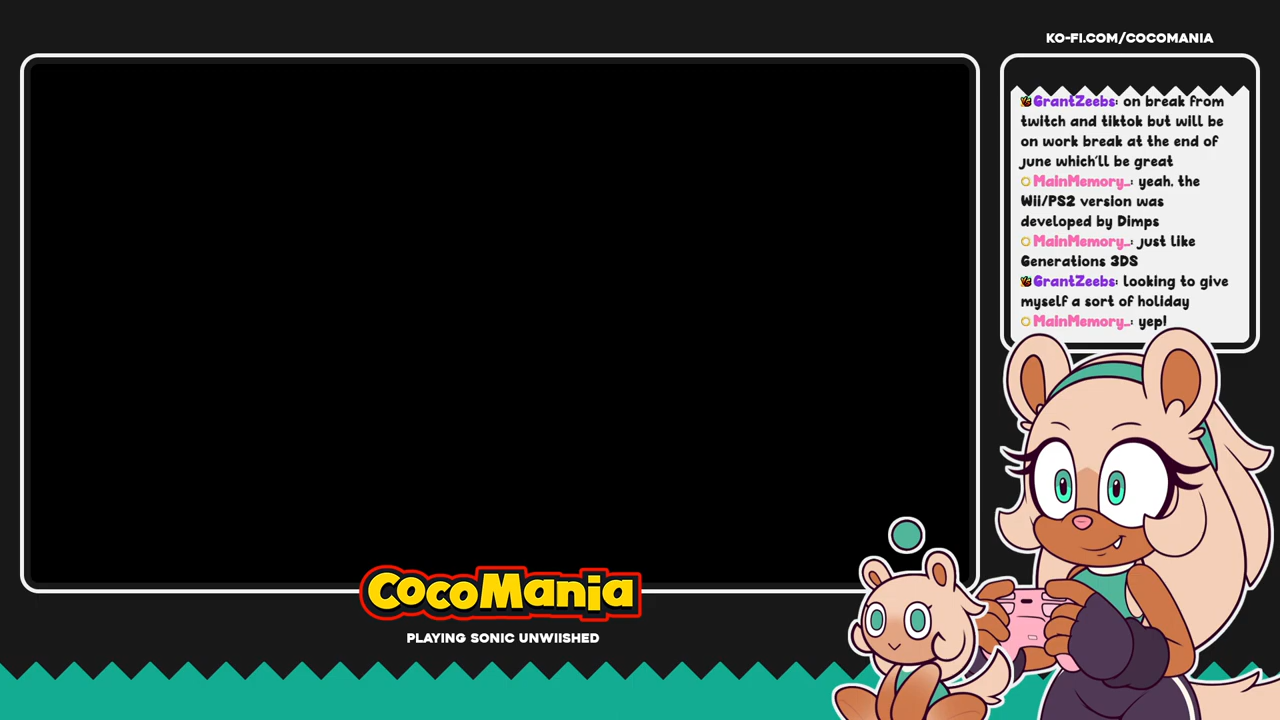 KO-FI.COM/COCOMANIA
GrantZeebs: on break from
twitch and tiktok but will be
on work break at the end of
june which'll be great
MainMemory_: yeah, the
Wii/PS2 version was
developed by Dimps
MainMemory_: just like
Generations 3DS
GrantZeebs: looking to give
myself a sort of holiday
MainMemory_: yep!
CocoMania
PLAYING SONIC UNWIISHED